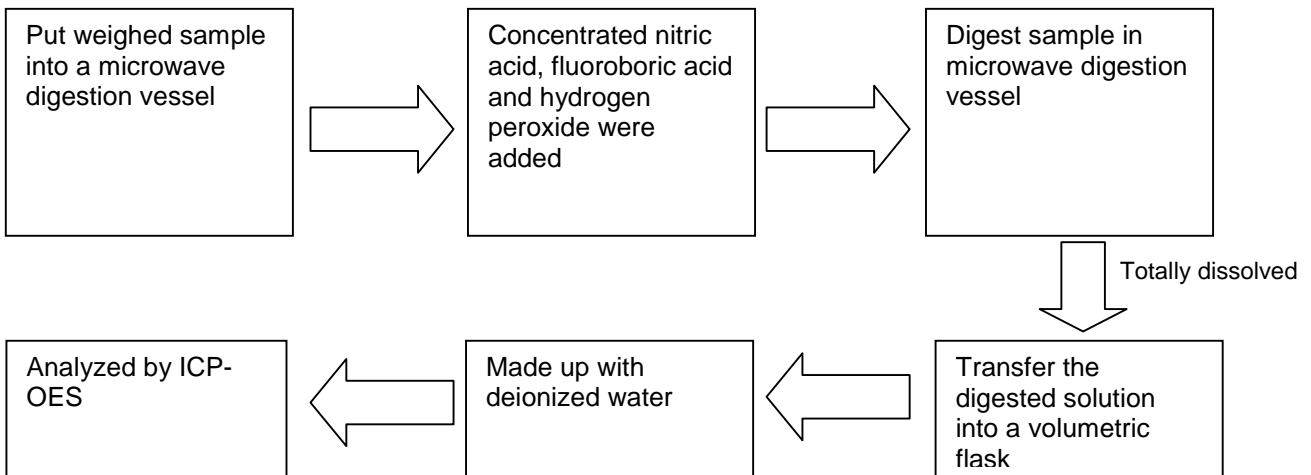 Put weighed sample
into a microwave
digestion vessel
Concentrated nitric
acid, fluoroboric acid
and hydrogen
peroxide were
added
Digest sample in
microwave digestion
vessel
Totally dissolved
Transfer the
digested solution
into a volumetric
flask
Made up with
deionized water
Analyzed by ICP-
OES